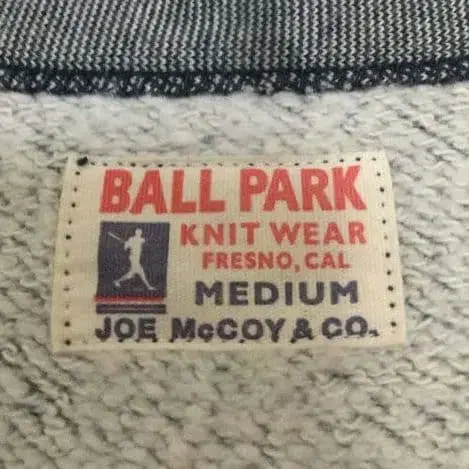 BALL PARK
KNIT WEAR
FRESNO, CAL
MEDIUM
JOE McCOY & CO.